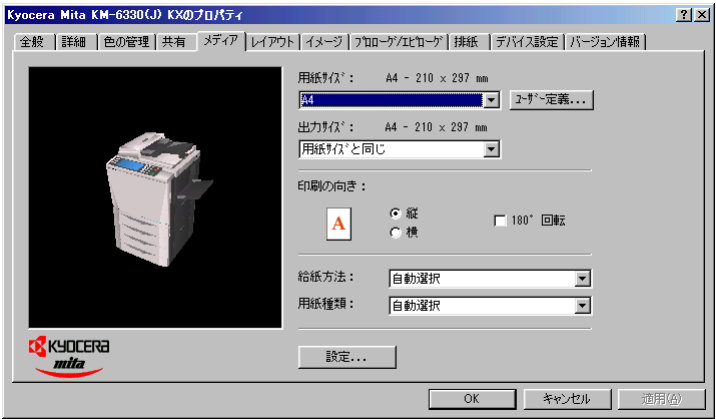 Kyocera Mita KM-6330(J) KXのプロパティ
全般 詳細 色の管理 共有 メディア レイアウト イメージ プロローグ/エピローグ 排紙 デバイス設定 バージョン情報
用紙サイズ: A4 - 210 x 297 mm
A4 ユーザー定義...
出力サイズ: A4 - 210 x 297 mm
用紙サイズと同じ
印刷の向き:
A
縦
横
180° 回転
給紙方法: 自動選択
用紙種類: 自動選択
KYOCERA
mita
設定...
OK キャンセル 適用(A)